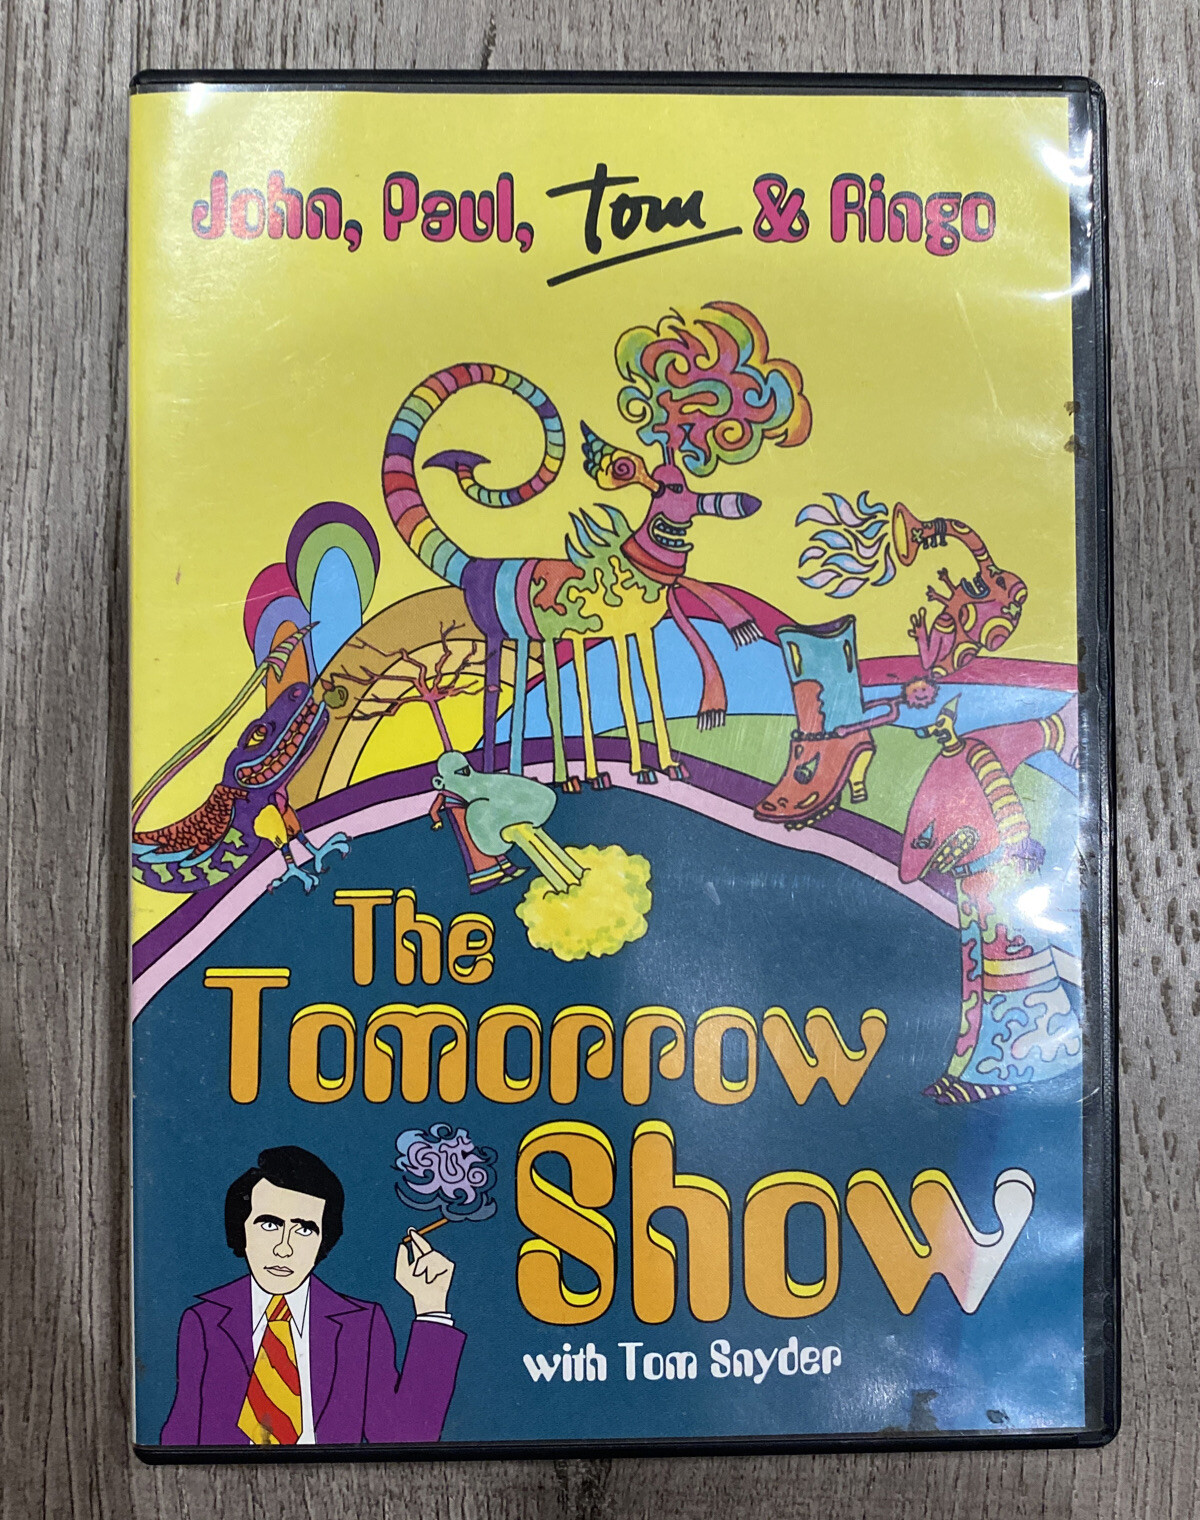 John, Paul, Tom & Ringo
The
Tomorrow
Show
with Tom Snyder